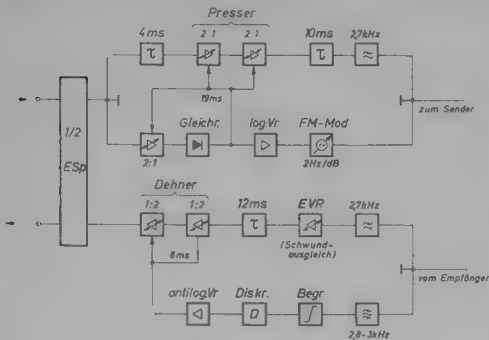 Presser
4ms 2:1 2:1 10ms 2,7kHz
τ τ
19ms
zum Sender
1/2
ESp
Gleichr. log.Vr FM-Mod
2:1 2Hz/dB
Dehner
1:2 1:2 12ms EVR 2,7kHz
τ
8ms (Schwund-
ausgleich)
vom Empfänger
antilog.Vr Diskr. Begr
D
2,8-3kHz